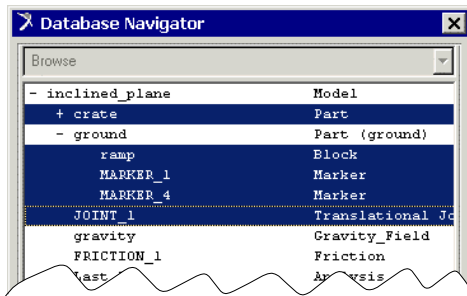 Database Navigator
Browse
- inclined_plane Model
+ crate Part
- ground Part (ground)
ramp Block
MARKER_1 Marker
MARKER_4 Marker
JOINT_1 Translational Jo
gravity Gravity_Field
FRICTION_1 Friction
Last